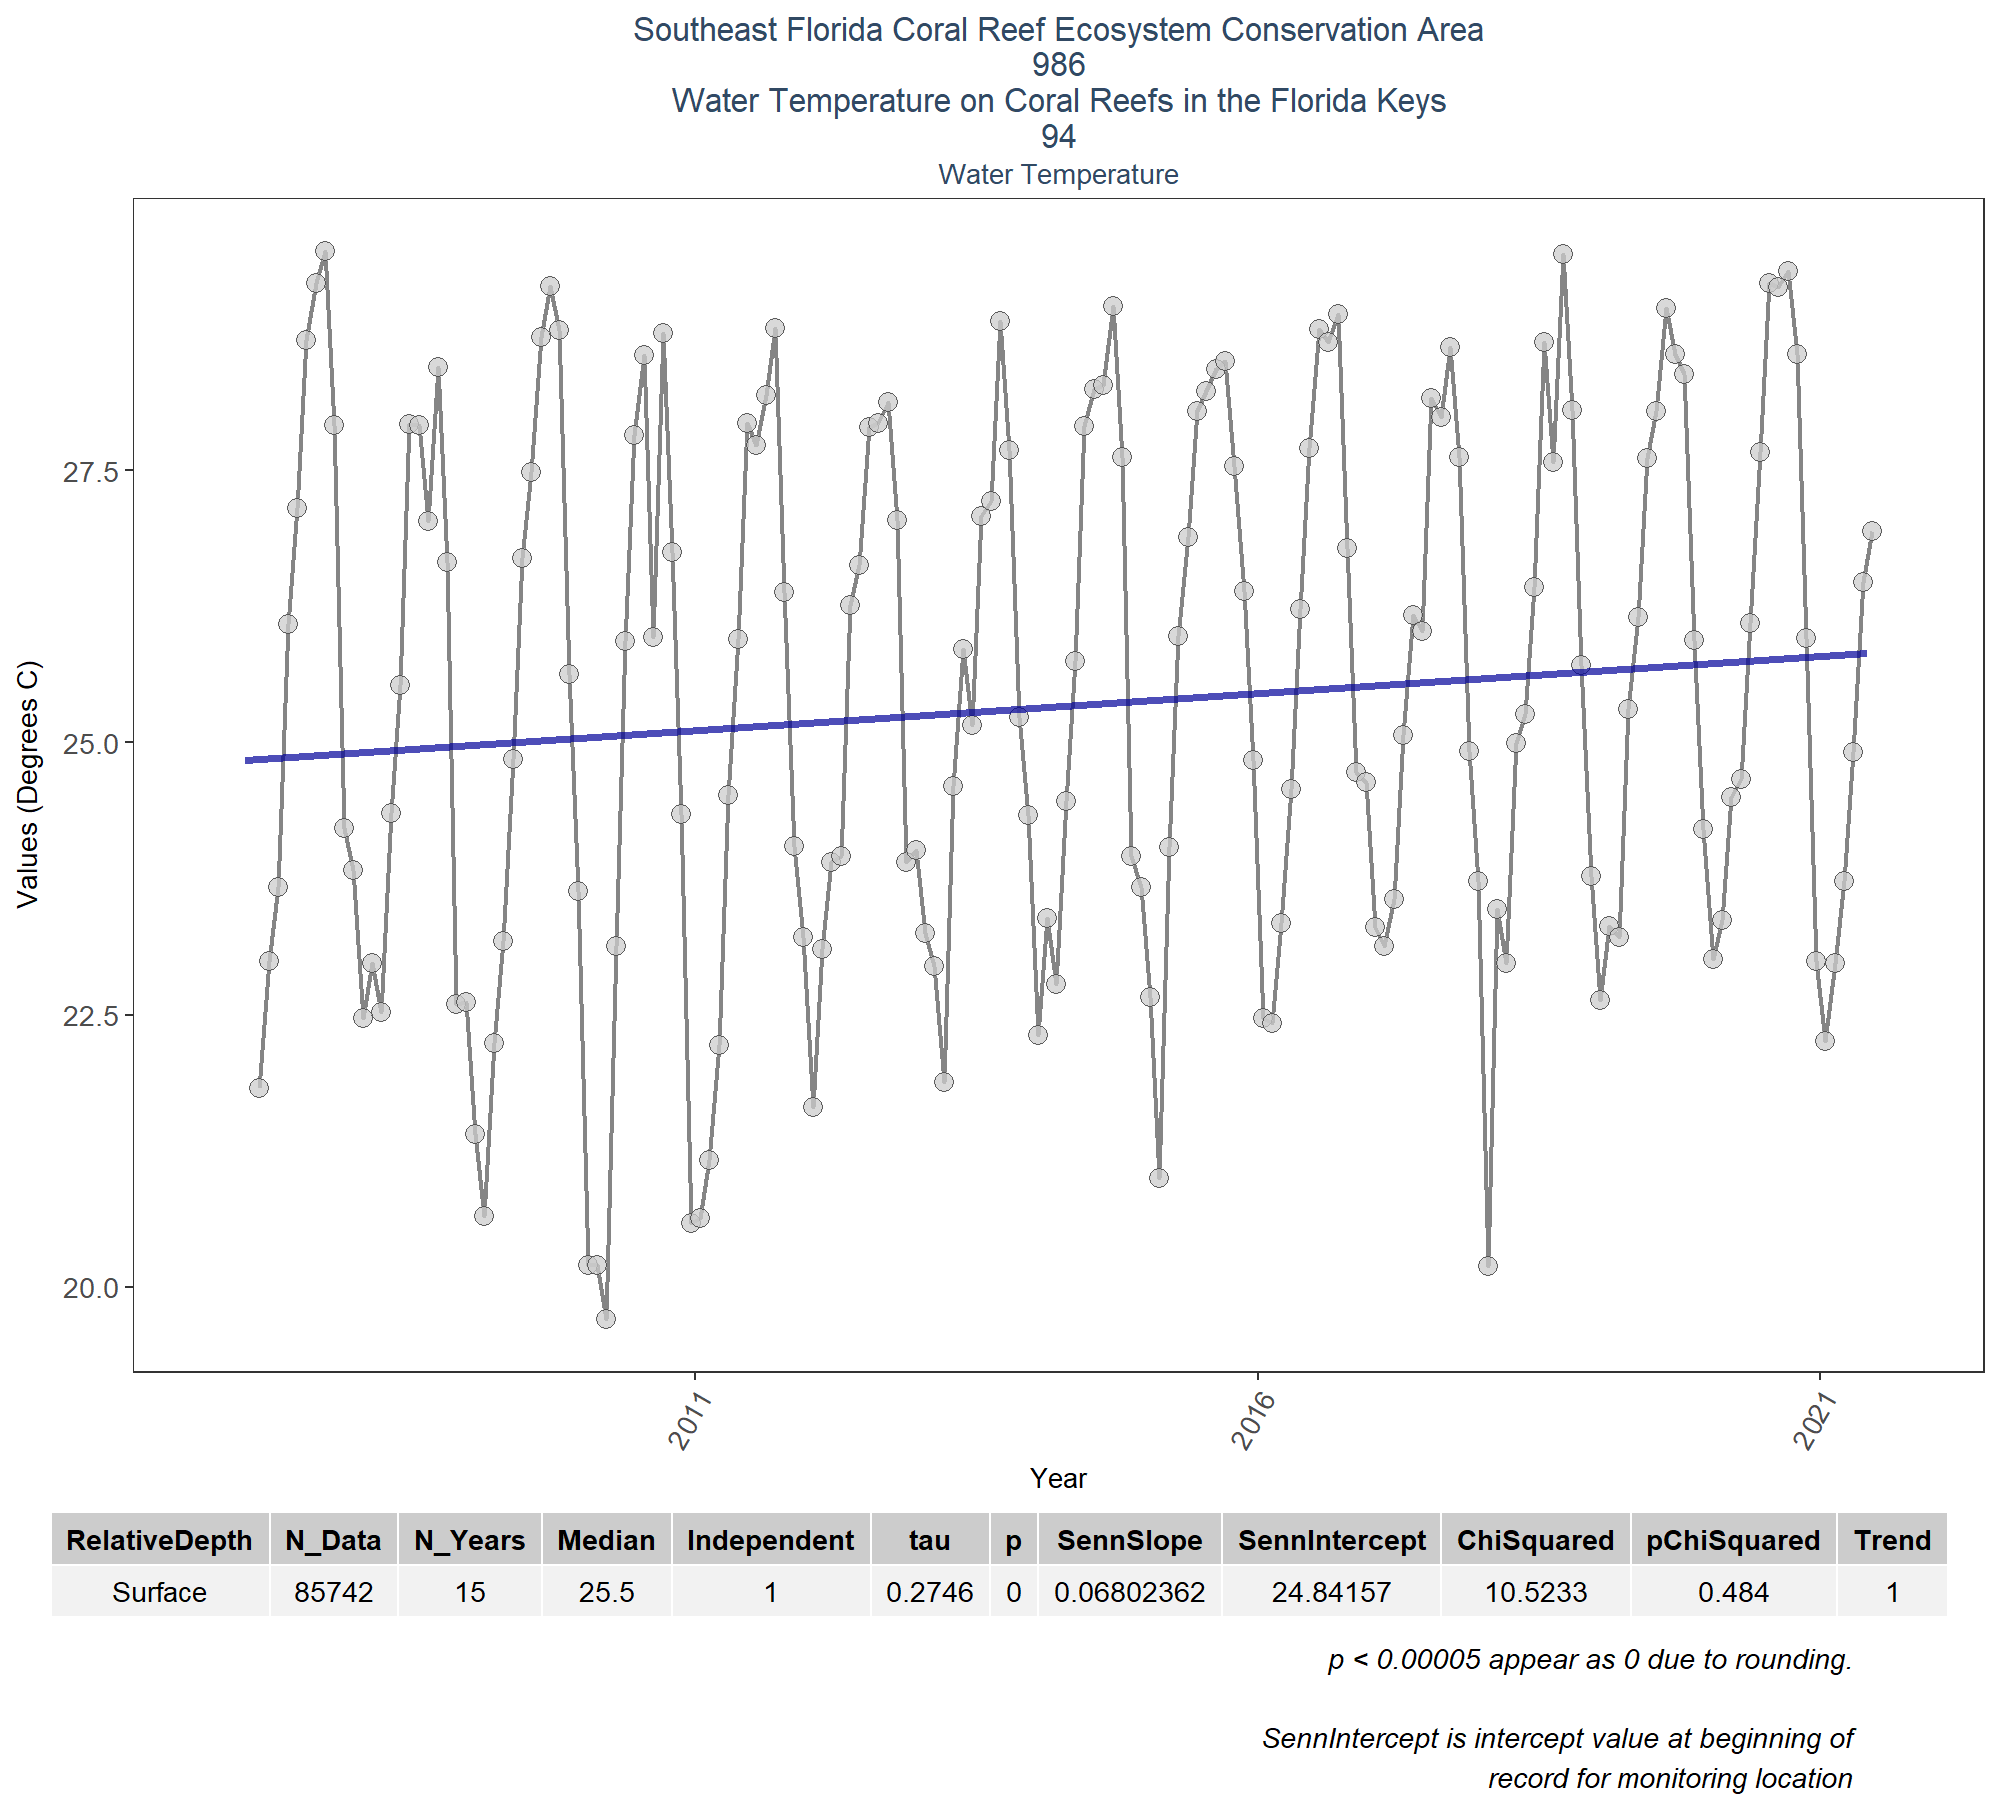 Southeast Florida Coral Reef Ecosystem Conservation Area
986
Water Temperature on Coral Reefs in the Florida Keys
94
Water Temperature
Values (Degrees C)
27.5
25.0
22.5
20.0
2011
2016
2021
Year
RelativeDepth N_Data N_Years Median Independent tau p SennSlope SennIntercept ChiSquared pChiSquared Trend
Surface 85742 15 25.5 1 0.2746 0 0.06802362 24.84157 10.5233 0.484 1
p < 0.00005 appear as 0 due to rounding.
SennIntercept is intercept value at beginning of
record for monitoring location